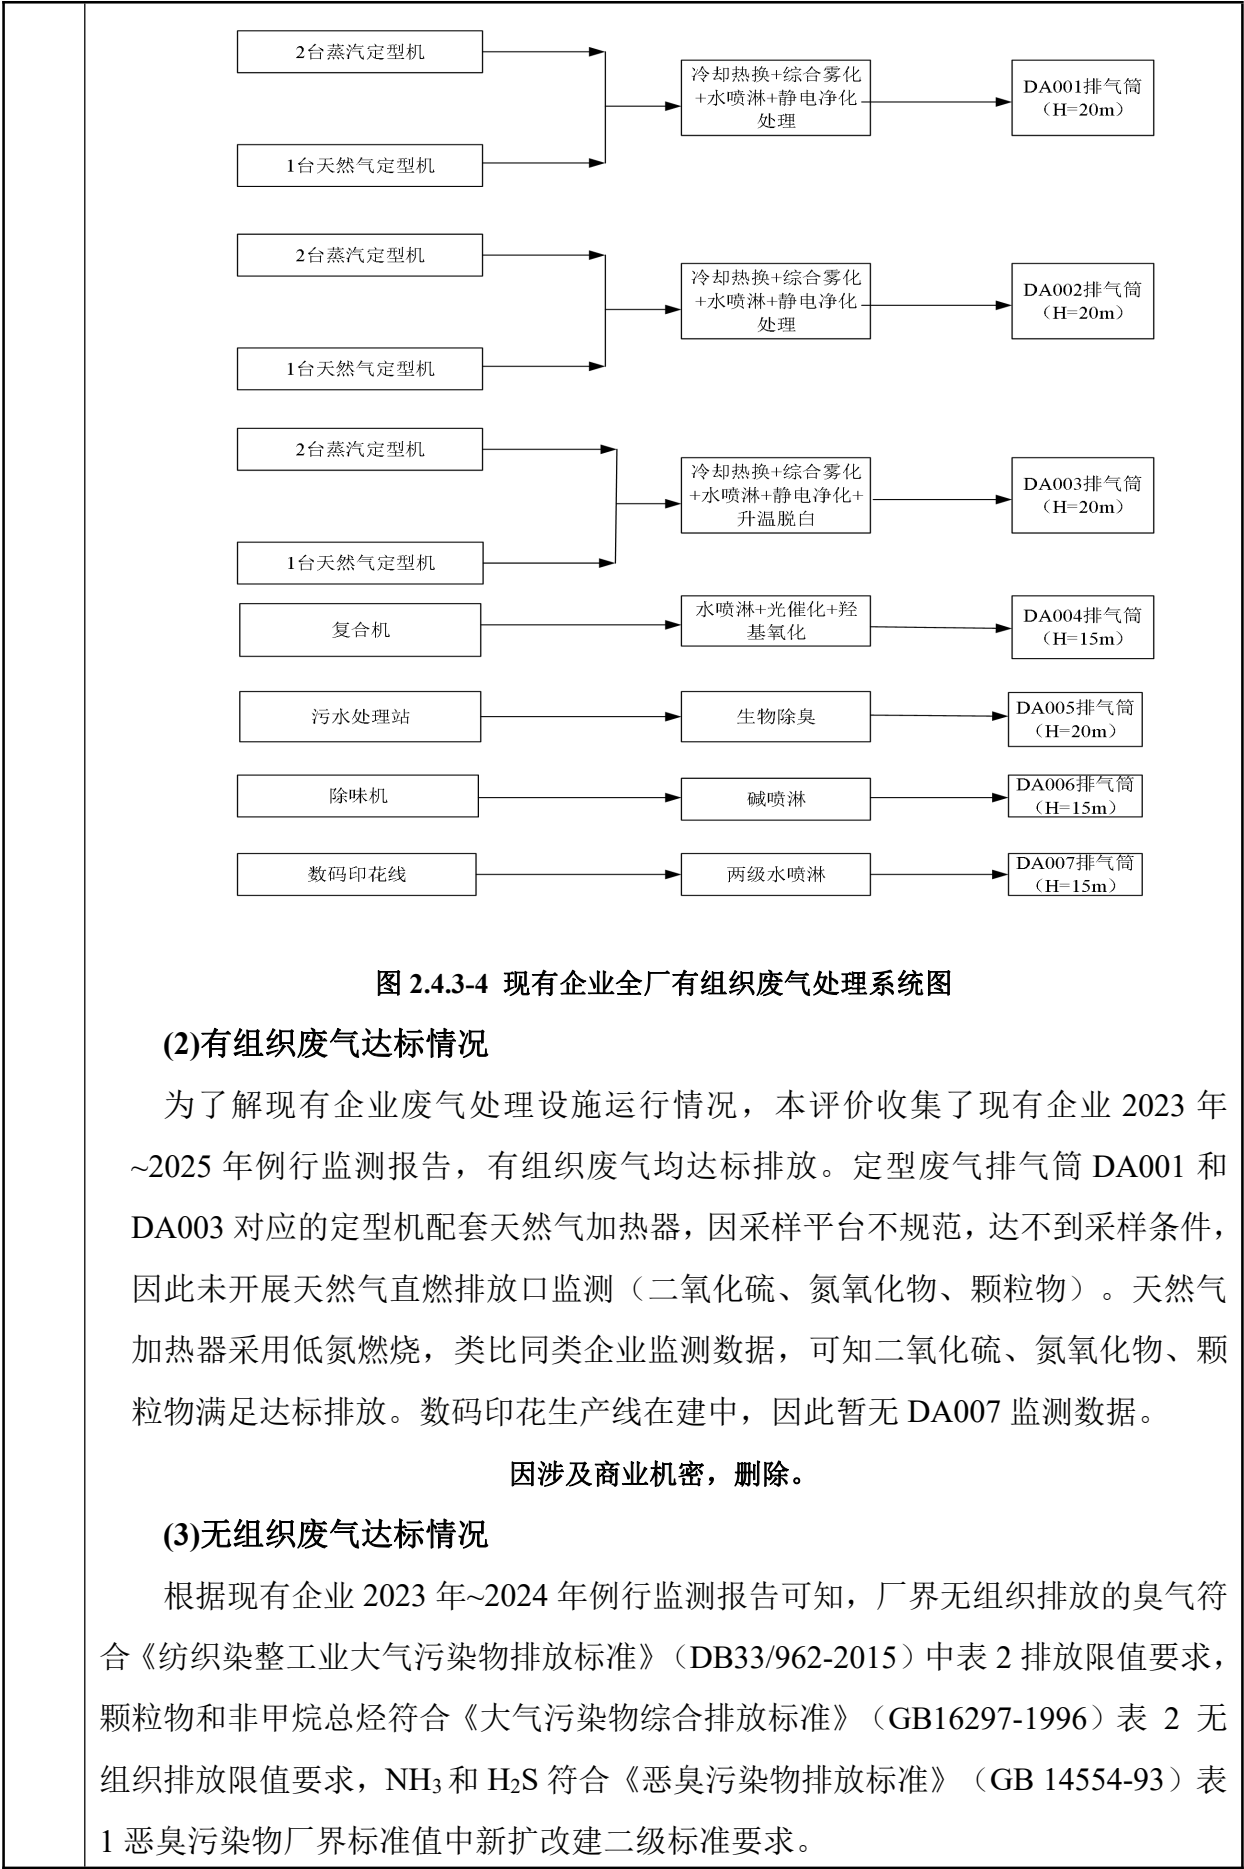 2台蒸汽定型机
1台天然气定型机
冷却热换+综合雾化
+水喷淋+静电净化
处理
DA001排气筒
（H=20m）
2台蒸汽定型机
1台天然气定型机
冷却热换+综合雾化
+水喷淋+静电净化
处理
DA002排气筒
（H=20m）
2台蒸汽定型机
1台天然气定型机
冷却热换+综合雾化
+水喷淋+静电净化+
升温脱白
DA003排气筒
（H=20m）
复合机
水喷淋+光催化+羟
基氧化
DA004排气筒
（H=15m）
污水处理站
生物除臭
DA005排气筒
（H=20m）
除味机
碱喷淋
DA006排气筒
（H=15m）
数码印花线
两级水喷淋
DA007排气筒
（H=15m）
图 2.4.3-4 现有企业全厂有组织废气处理系统图
(2)有组织废气达标情况
为了解现有企业废气处理设施运行情况，本评价收集了现有企业 2023 年
~2025 年例行监测报告，有组织废气均达标排放。定型废气排气筒 DA001 和
DA003 对应的定型机配套天然气加热器，因采样平台不规范，达不到采样条件，
因此未开展天然气直燃排放口监测（二氧化硫、氮氧化物、颗粒物）。天然气
加热器采用低氮燃烧，类比同类企业监测数据，可知二氧化硫、氮氧化物、颗
粒物满足达标排放。数码印花生产线在建中，因此暂无 DA007 监测数据。
因涉及商业机密，删除。
(3)无组织废气达标情况
根据现有企业 2023 年~2024 年例行监测报告可知，厂界无组织排放的臭气符
合《纺织染整工业大气污染物排放标准》（DB33/962-2015）中表 2 排放限值要求，
颗粒物和非甲烷总烃符合《大气污染物综合排放标准》（GB16297-1996）表 2 无
组织排放限值要求，NH₃ 和 H₂S 符合《恶臭污染物排放标准》（GB 14554-93）表
1 恶臭污染物厂界标准值中新扩改建二级标准要求。